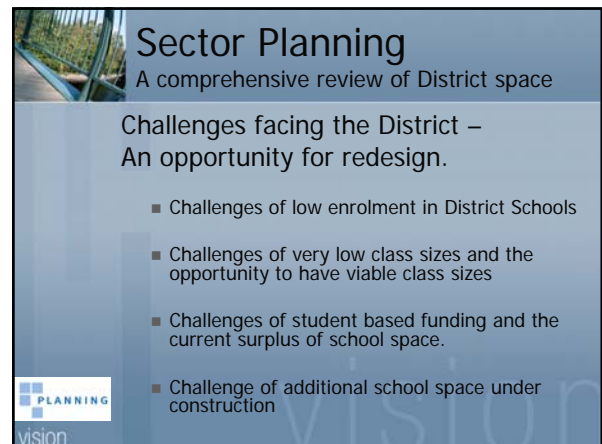 Sector Planning
A comprehensive review of District space
Challenges facing the District –
An opportunity for redesign.
■ Challenges of low enrolment in District Schools
■ Challenges of very low class sizes and the
opportunity to have viable class sizes
■ Challenges of student based funding and the
current surplus of school space.
■ Challenge of additional school space under
construction
PLANNING
vision
vision